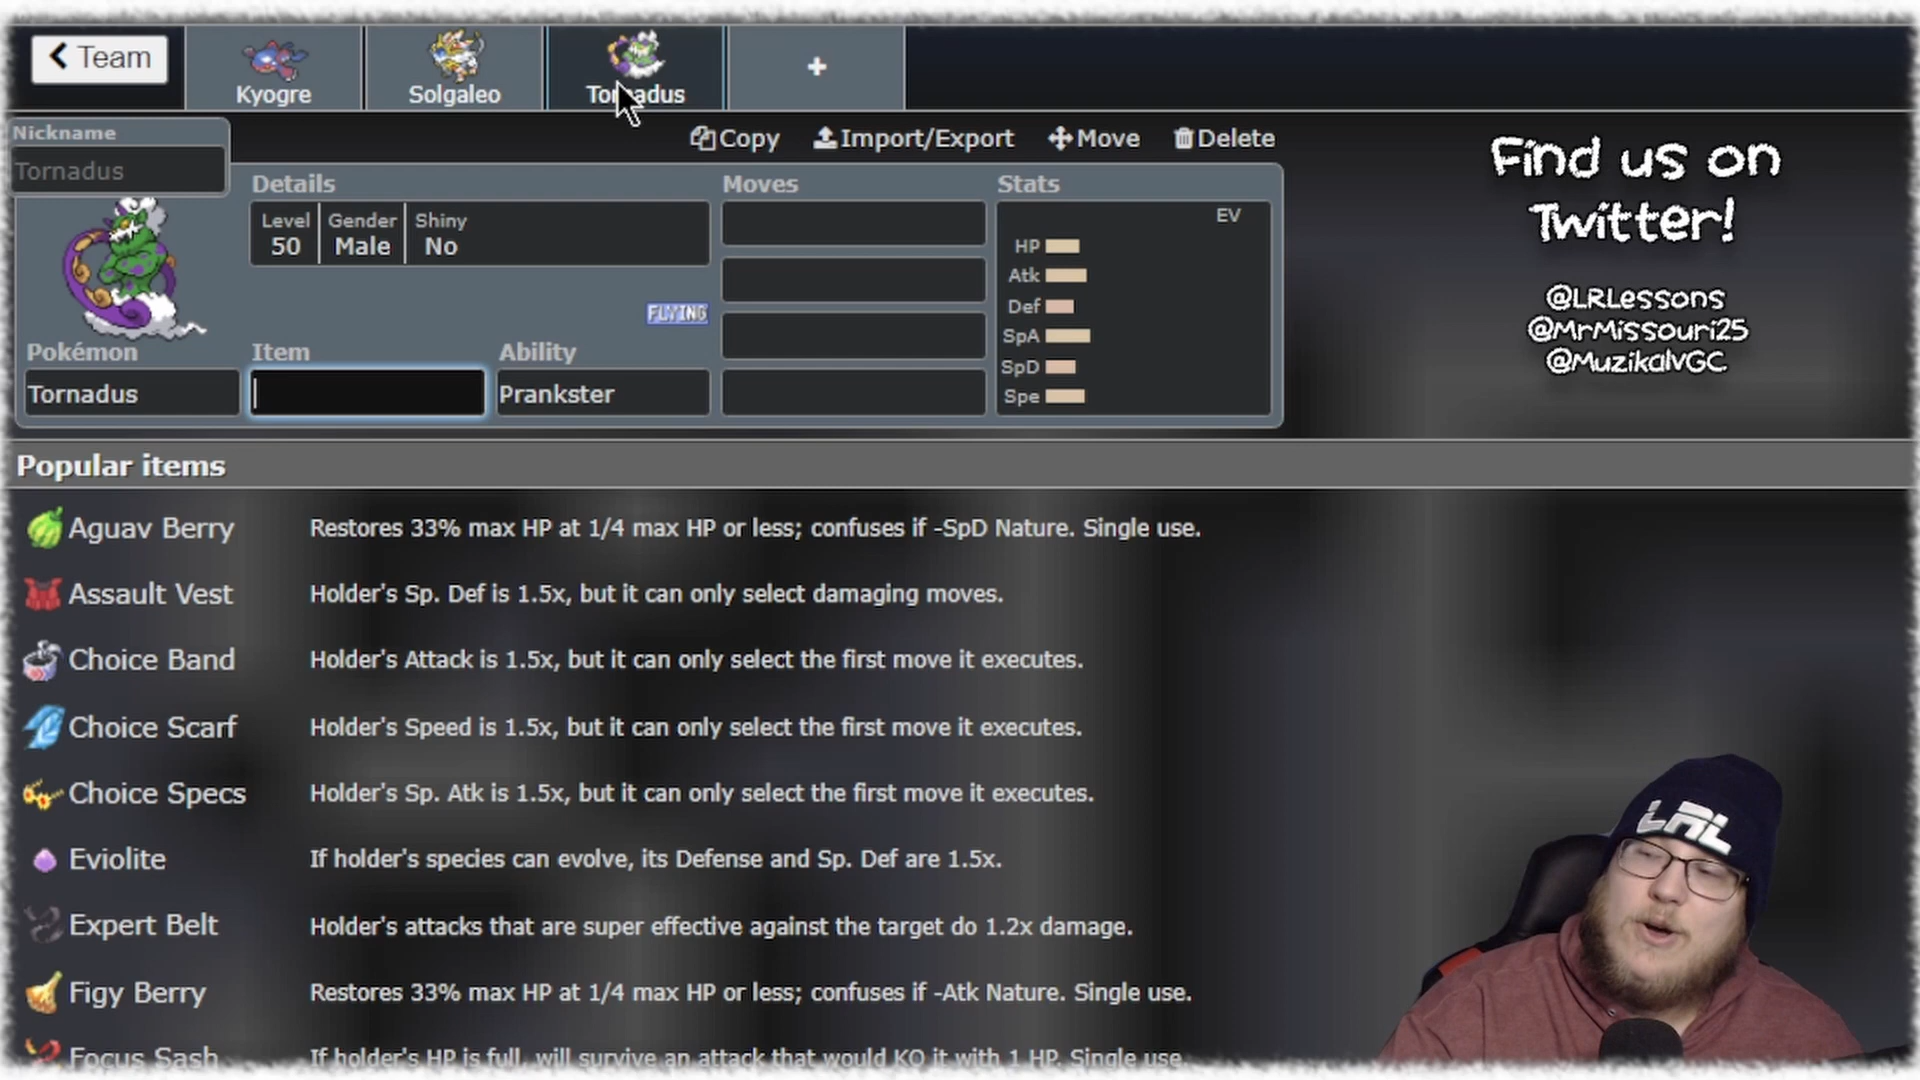 Team
Kyogre
Solgaleo
Tornadus
+
Nickname
Tornadus
Copy
Import/Export
Move
Delete
Details
Moves
Stats
Level
50
Gender
Male
Shiny
No
EV
HP
Atk
Def
SpA
SpD
Spe
FLYING
Pokémon
Item
Ability
Tornadus
Prankster
Find us on
Twitter!
@LRLessons
@MrMissouri25
@MuzikalVGC
Popular items
Aguav Berry Restores 33% max HP at 1/4 max HP or less; confuses if -SpD Nature. Single use.
Assault Vest Holder's Sp. Def is 1.5x, but it can only select damaging moves.
Choice Band Holder's Attack is 1.5x, but it can only select the first move it executes.
Choice Scarf Holder's Speed is 1.5x, but it can only select the first move it executes.
Choice Specs Holder's Sp. Atk is 1.5x, but it can only select the first move it executes.
Eviolite If holder's species can evolve, its Defense and Sp. Def are 1.5x.
Expert Belt Holder's attacks that are super effective against the target do 1.2x damage.
Figy Berry Restores 33% max HP at 1/4 max HP or less; confuses if -Atk Nature. Single use.
Focus Sash If holder's HP is full, will survive an attack that would KO it with 1 HP. Single use.
LRL